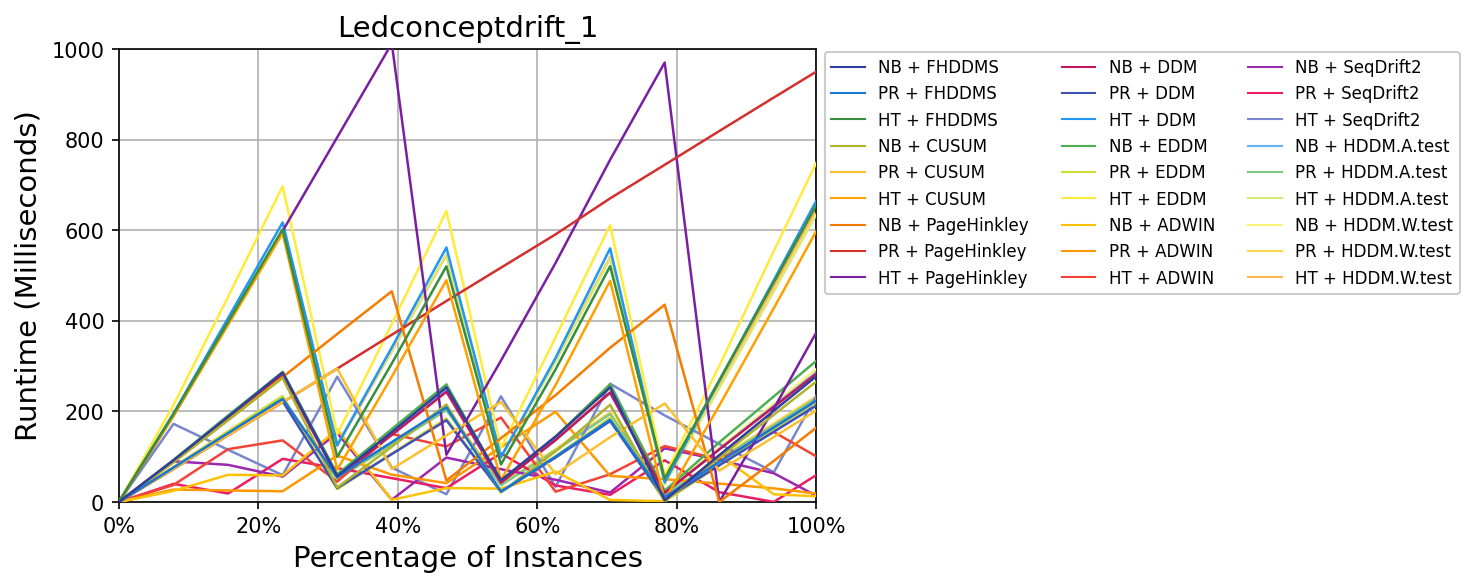 Ledconceptdrift_1
Runtime (Milliseconds)
1000
800
600
400
200
0
0%
20%
40%
60%
80%
100%
Percentage of Instances
NB + FHDDMS
PR + FHDDMS
HT + FHDDMS
NB + CUSUM
PR + CUSUM
HT + CUSUM
NB + PageHinkley
PR + PageHinkley
HT + PageHinkley
NB + DDM
PR + DDM
HT + DDM
NB + EDDM
PR + EDDM
HT + EDDM
NB + ADWIN
PR + ADWIN
HT + ADWIN
NB + SeqDrift2
PR + SeqDrift2
HT + SeqDrift2
NB + HDDM.A.test
PR + HDDM.A.test
HT + HDDM.A.test
NB + HDDM.W.test
PR + HDDM.W.test
HT + HDDM.W.test